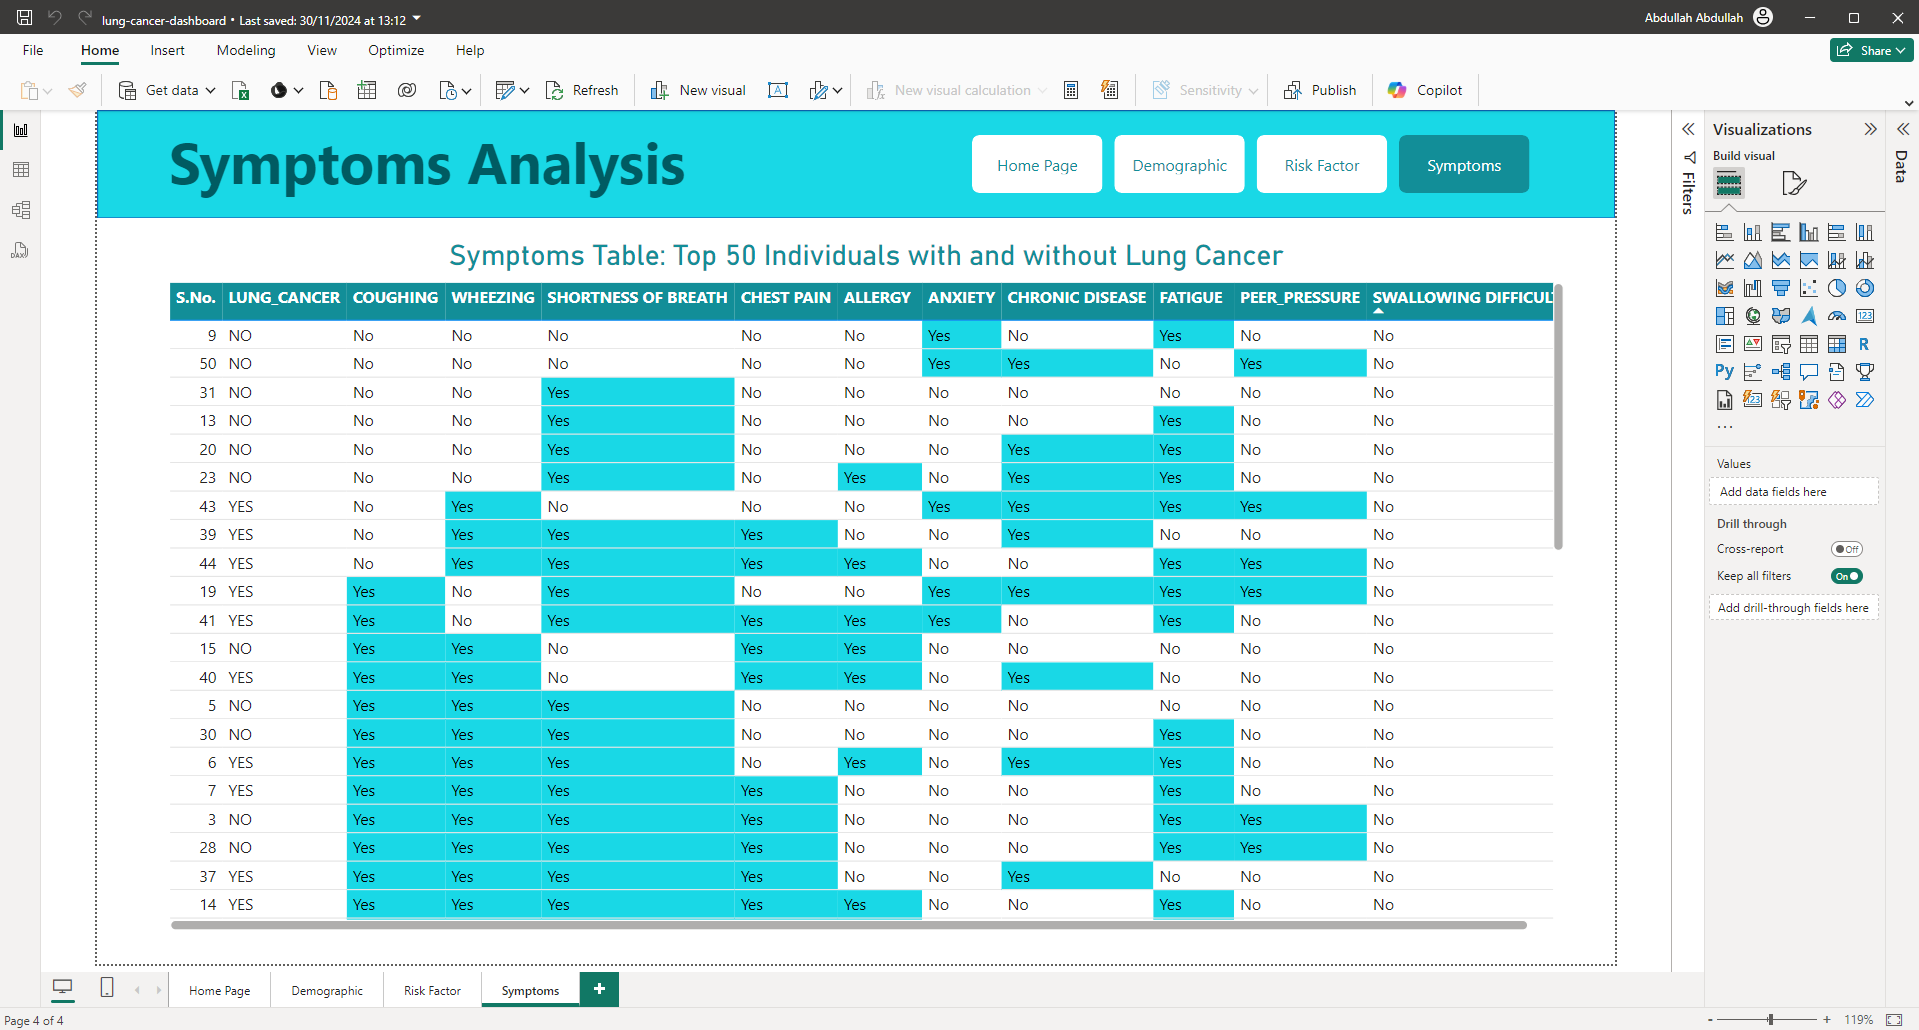 lung-cancer-dashboard • Last saved: 30/11/2024 at 13:12
Abdullah Abdullah
File Home Insert Modeling View Optimize Help
Share
Get data
Refresh
New visual
New visual calculation
Sensitivity
Publish
Copilot
Symptoms Analysis
Home Page
Demographic
Risk Factor
Symptoms
Symptoms Table: Top 50 Individuals with and without Lung Cancer
S.No. LUNG_CANCER COUGHING WHEEZING SHORTNESS OF BREATH CHEST PAIN ALLERGY ANXIETY CHRONIC DISEASE FATIGUE PEER_PRESSURE SWALLOWING DIFFICUL
9 NO No No No No No Yes No Yes No No
50 NO No No No No No Yes Yes No Yes No
31 NO No No Yes No No No No No No No
13 NO No No Yes No No No No Yes No No
20 NO No No Yes No No No Yes Yes No No
23 NO No No Yes No Yes No Yes Yes No No
43 YES No Yes No No No Yes Yes Yes Yes No
39 YES No Yes Yes Yes No No Yes No No No
44 YES No Yes Yes Yes Yes No No Yes Yes No
19 YES Yes No Yes No No Yes Yes Yes Yes No
41 YES Yes No Yes Yes Yes Yes No Yes No No
15 NO Yes Yes No Yes Yes No No No No No
40 YES Yes Yes No Yes Yes No Yes No No No
5 NO Yes Yes Yes No No No No No No No
30 NO Yes Yes Yes No No No No Yes No No
6 YES Yes Yes Yes No Yes No Yes Yes No No
7 YES Yes Yes Yes Yes No No No Yes No No
3 NO Yes Yes Yes Yes No No No Yes Yes No
28 NO Yes Yes Yes Yes No No No Yes Yes No
37 YES Yes Yes Yes Yes No No Yes No No No
14 YES Yes Yes Yes Yes Yes No No Yes No No
Filters
Visualizations
Build visual
123
R
Py
123
...
Values
Add data fields here
Drill through
Cross-report Off
Keep all filters On
Add drill-through fields here
Data
DAX
Home Page
Demographic
Risk Factor
Symptoms
+
Page 4 of 4
- + 119%